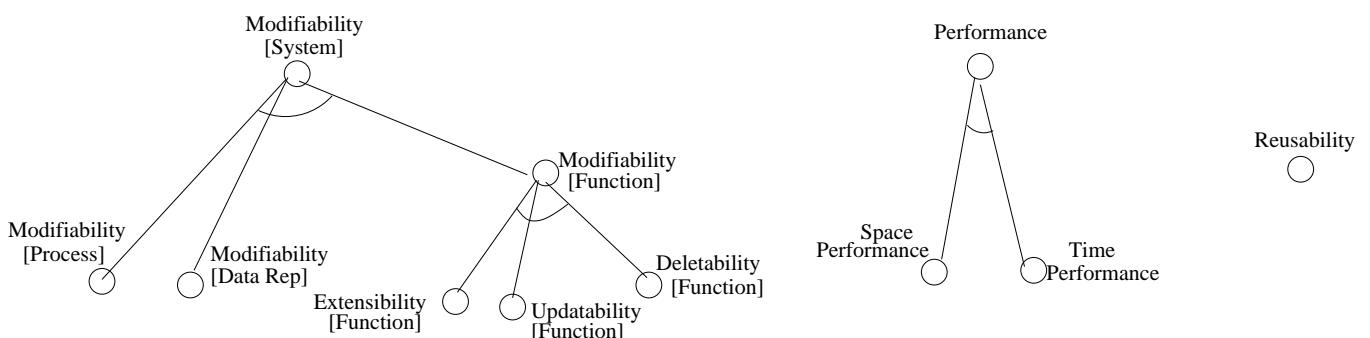 Modifiability
[System]
Performance
Reusability
Modifiability
[Function]
Modifiability
[Process]
Modifiability
[Data Rep]
Extensibility
[Function]
Updatability
[Function]
Deletability
[Function]
Space
Performance
Time
Performance